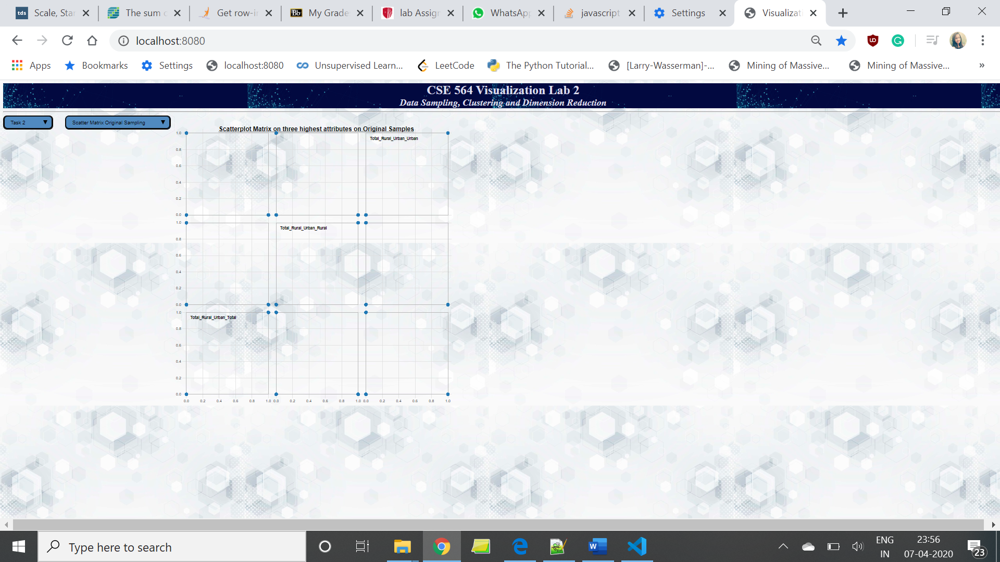 Scale, Star
The sum o
Get row-in
My Grade
lab Assign
WhatsApp
javascript
Settings
Visualizati
localhost:8080
Apps
Bookmarks
Settings
localhost:8080
Unsupervised Learn...
LeetCode
The Python Tutorial...
[Larry-Wasserman]-...
Mining of Massive...
Mining of Massive...
»
CSE 564 Visualization Lab 2
Data Sampling, Clustering and Dimension Reduction
Task 2
Scatter Matrix Original Sampling
Scatterplot Matrix on three highest attributes on Original Samples
1.0
Total_Rural_Urban_Urban
0.8
0.6
0.4
0.2
0.0
1.0
Total_Rural_Urban_Rural
0.8
0.6
0.4
0.2
0.0
1.0
Total_Rural_Urban_Total
0.8
0.6
0.4
0.2
0.0
0.0 0.2 0.4 0.6 0.8 1.0 0.0 0.2 0.4 0.6 0.8 1.0 0.0 0.2 0.4 0.6 0.8 1.0
Type here to search
ENG
IN
23:56
07-04-2020
23